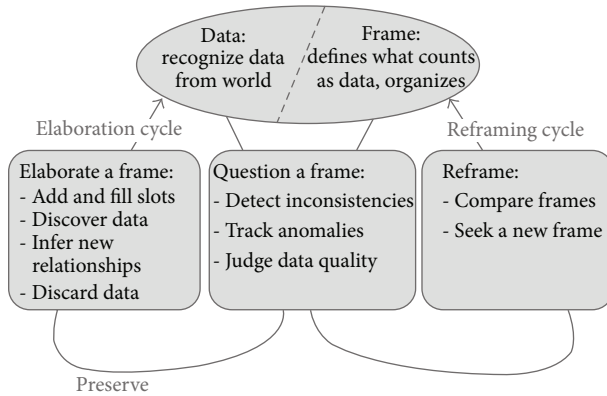 Data:
recognize data
from world
Frame:
defines what counts
as data, organizes
Elaboration cycle
Reframing cycle
Elaborate a frame:
- Add and fill slots
- Discover data
- Infer new
relationships
- Discard data
Question a frame:
- Detect inconsistencies
- Track anomalies
- Judge data quality
Reframe:
- Compare frames
- Seek a new frame
Preserve